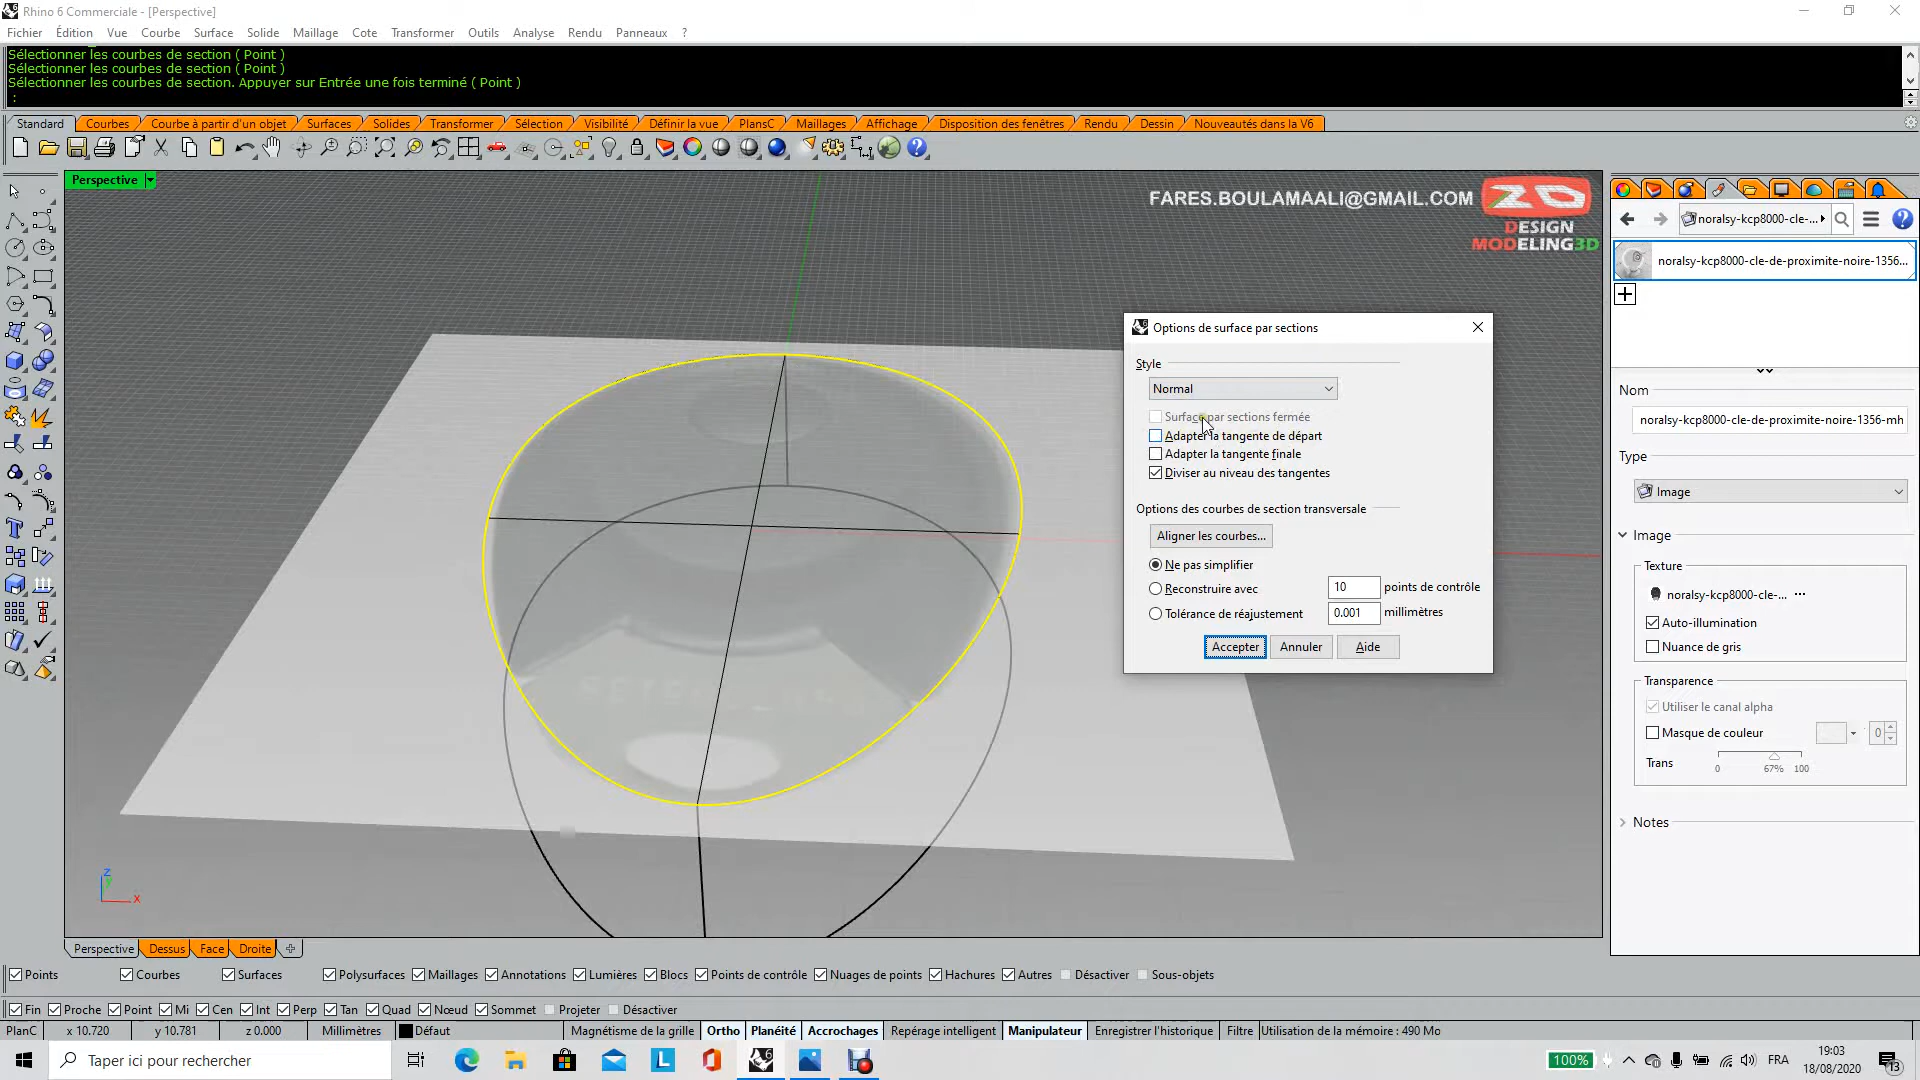 Rhino 6 Commerciale - [Perspective]
Fichier Édition Vue Courbe Surface Solide Maillage Cote Transformer Outils Analyse Rendu Panneaux ?
Sélectionner les courbes de section ( Point )
Sélectionner les courbes de section ( Point )
Sélectionner les courbes de section. Appuyer sur Entrée une fois terminé ( Point )
:
Standard Courbes Courbe à partir d'un objet Surfaces Solides Transformer Sélection Visibilité Définir la vue PlansC Maillages Affichage Disposition des fenêtres Rendu Dessin Nouveautés dans la V6
Perspective
FARES.BOULAMAALI@GMAIL.COM
DESIGN
MODELING3D
noralsy-kcp8000-cle-...
noralsy-kcp8000-cle-de-proximite-noire-1356...
Options de surface par sections
Style
Normal
Surface par sections fermée
Adapter la tangente de départ
Adapter la tangente finale
Diviser au niveau des tangentes
Options des courbes de section transversale
Aligner les courbes...
Ne pas simplifier
Reconstruire avec 10 points de contrôle
Tolérance de réajustement 0.001 millimètres
Accepter Annuler Aide
Nom
noralsy-kcp8000-cle-de-proximite-noire-1356-mh
Type
Image
Image
Texture
noralsy-kcp8000-cle-... ...
Auto-illumination
Nuance de gris
Transparence
Utiliser le canal alpha
Masque de couleur 0
Trans 0 67% 100
Notes
z
y
x
Perspective Dessus Face Droite
Points Courbes Surfaces Polysurfaces Maillages Annotations Lumières Blocs Points de contrôle Nuages de points Hachures Autres Désactiver Sous-objets
Fin Proche Point Mi Cen Int Perp Tan Quad Nœud Sommet Projeter Désactiver
PlanC x 10.720 y 10.781 z 0.000 Millimètres Défaut Magnétisme de la grille Ortho Planéité Accrochages Repérage intelligent Manipulateur Enregistrer l'historique Filtre Utilisation de la mémoire : 490 Mo
Taper ici pour rechercher
100% FRA 19:03
18/08/2020
13